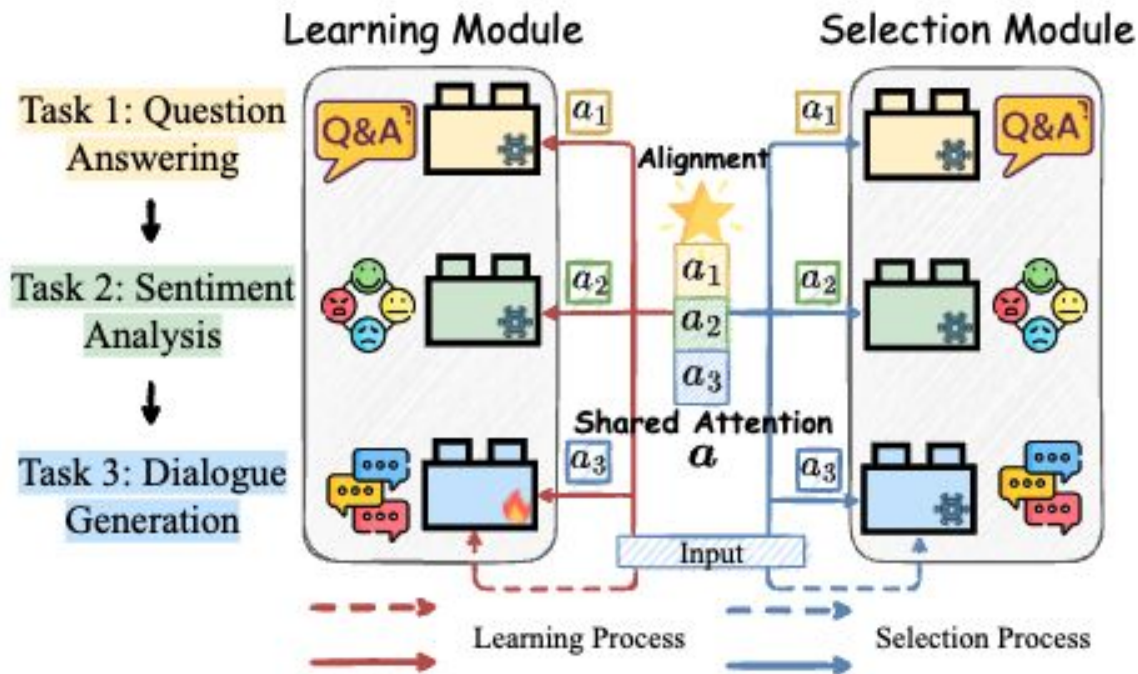 Learning Module
Selection Module
Task 1: Question
Answering
Q&A
a1
Alignment
a1
Q&A
Task 2: Sentiment
Analysis
a2
a1
a2
a3
a2
Shared Attention
a
Task 3: Dialogue
Generation
a3
a3
Input
Learning Process
Selection Process